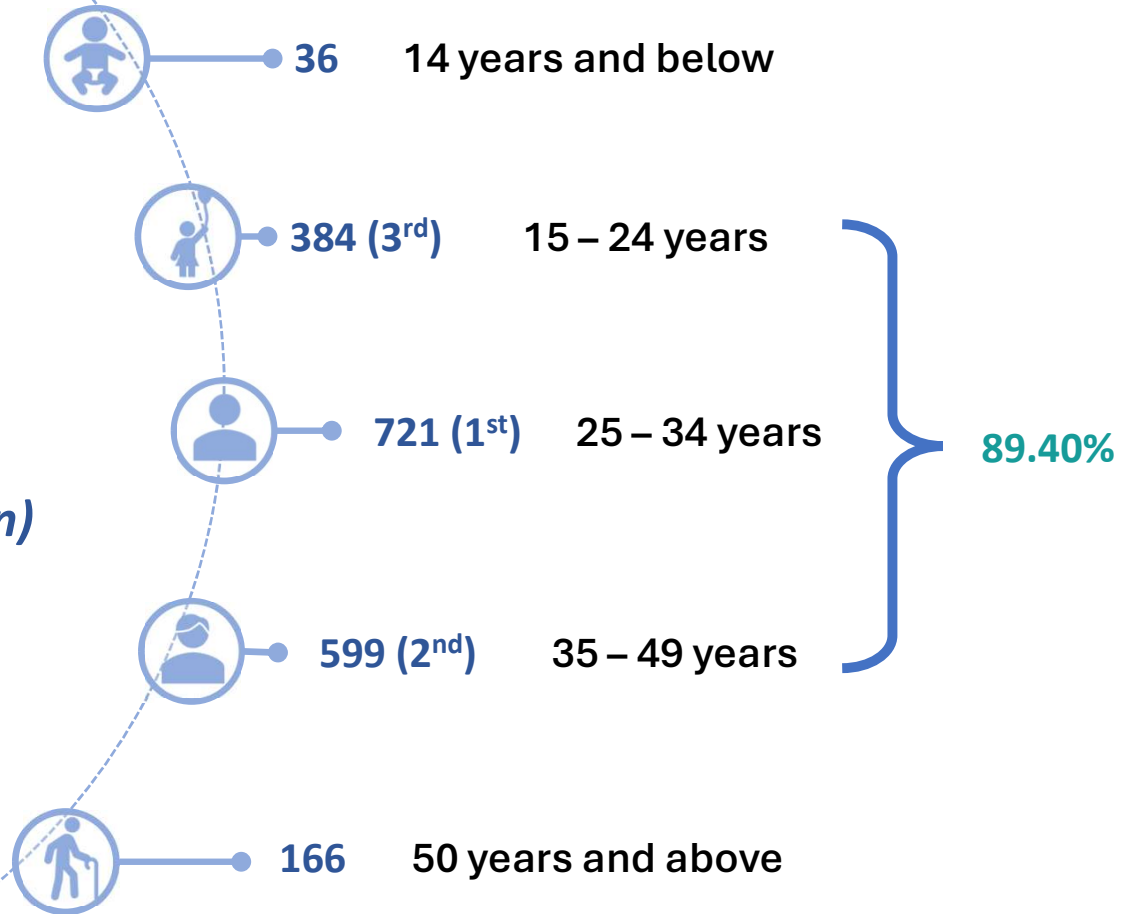 36 14 years and below
384 (3rd) 15 – 24 years
721 (1st) 25 – 34 years
89.40%
n)
599 (2nd) 35 – 49 years
166 50 years and above